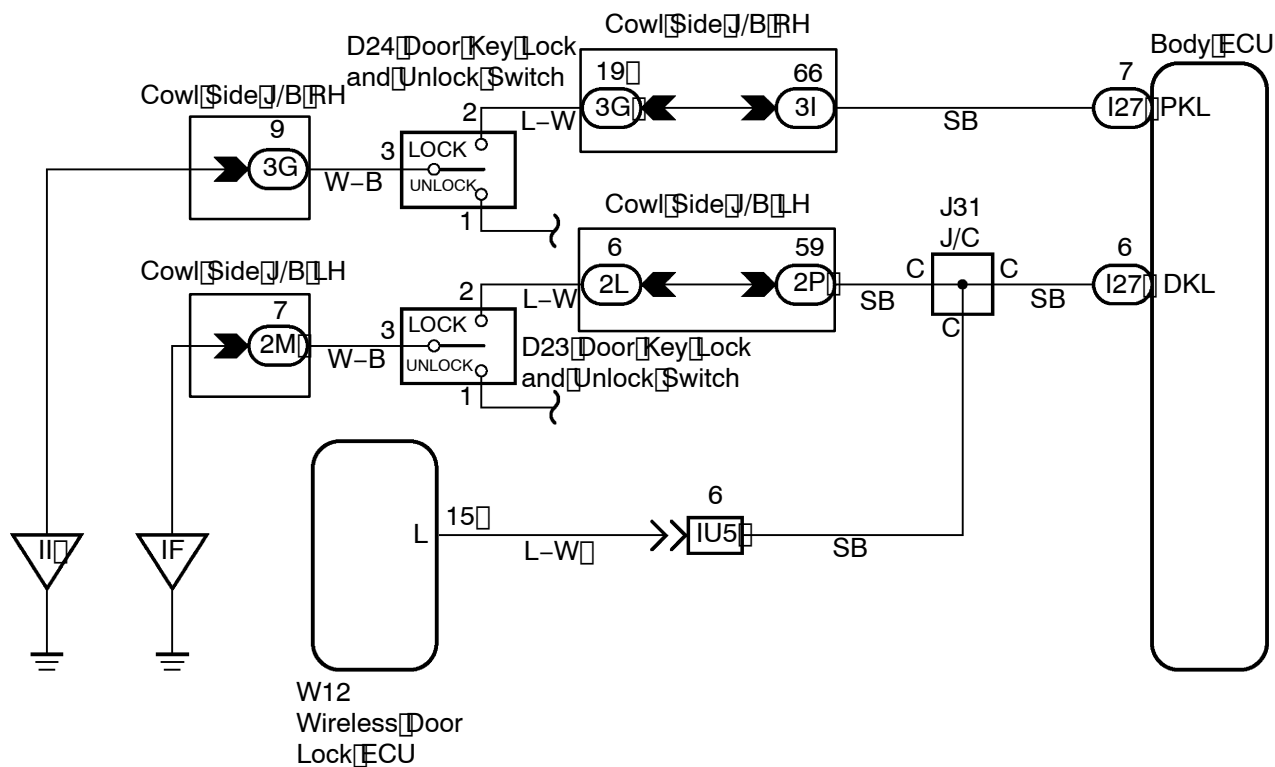 Cowl Side J/B RH
Body ECU
D24 Door Key Lock
and Unlock Switch
19
66
7
3G
3I
I27
PKL
Cowl Side J/B RH
2
L-W
SB
9
3G
W-B
3
LOCK
UNLOCK
1
Cowl Side J/B LH
J31
J/C
6
59
6
2L
2P
C
C
I27
DKL
Cowl Side J/B LH
2
L-W
SB
SB
7
2M
W-B
3
LOCK
UNLOCK
1
C
D23 Door Key Lock
and Unlock Switch
II
IF
L
15
L-W
6
IU5
SB
W12
Wireless Door
Lock ECU